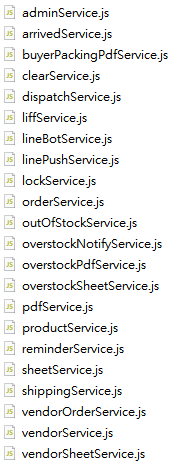 adminService.js
arrivedService.js
buyerPackingPdfService.js
clearService.js
dispatchService.js
liffService.js
lineBotService.js
linePushService.js
lockService.js
orderService.js
outOfStockService.js
overstockNotifyService.js
overstockPdfService.js
overstockSheetService.js
pdfService.js
productService.js
reminderService.js
sheetService.js
shippingService.js
vendorOrderService.js
vendorService.js
vendorSheetService.js